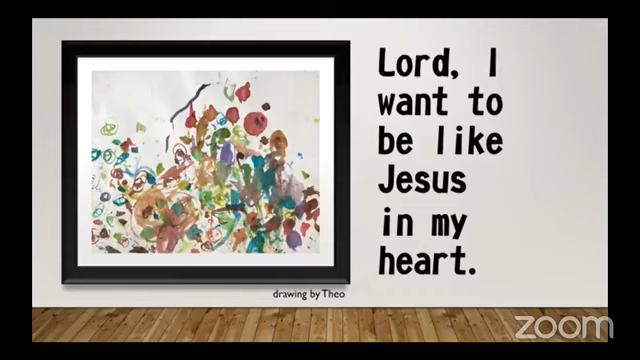 Lord, I
want to
be like
Jesus
in my
heart.
drawing by Theo
zoom